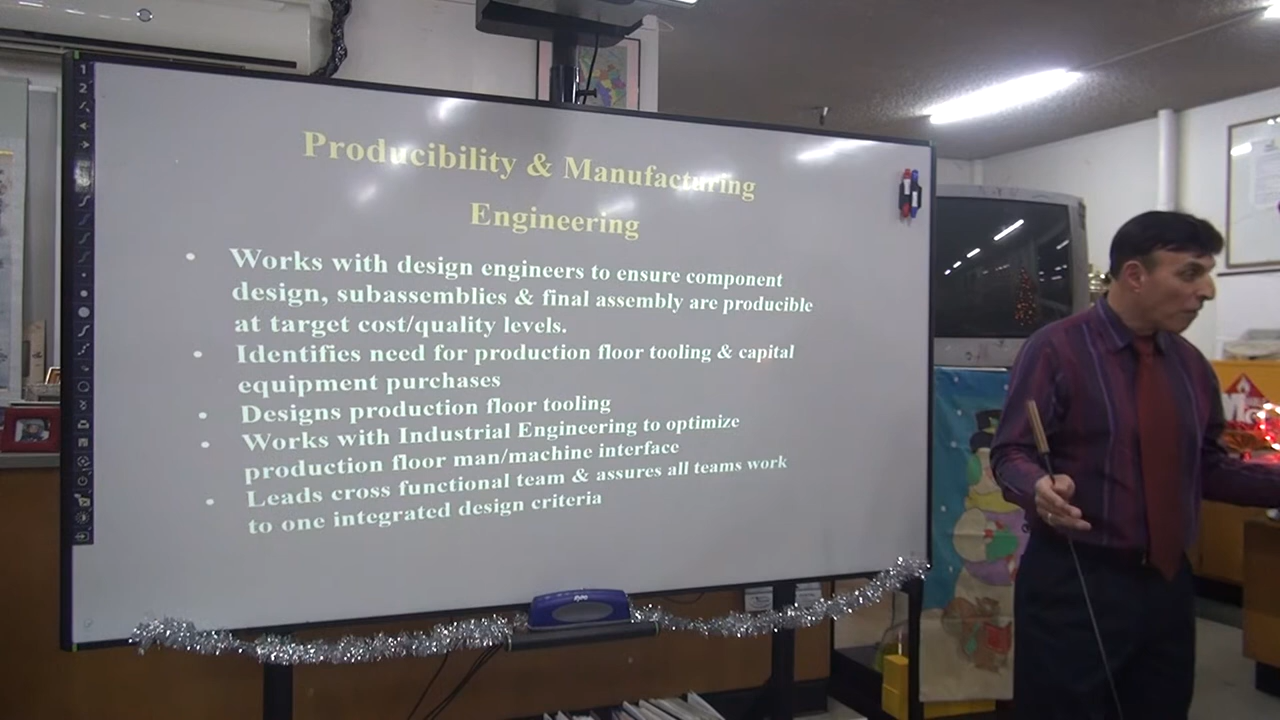 Producibility & Manufacturing
Engineering
• Works with design engineers to ensure component
design, subassemblies & final assembly are producible
at target cost/quality levels.
• Identifies need for production floor tooling & capital
equipment purchases
• Designs production floor tooling
• Works with Industrial Engineering to optimize
production floor man/machine interface
• Leads cross functional team & assures all teams work
to one integrated design criteria
1
2